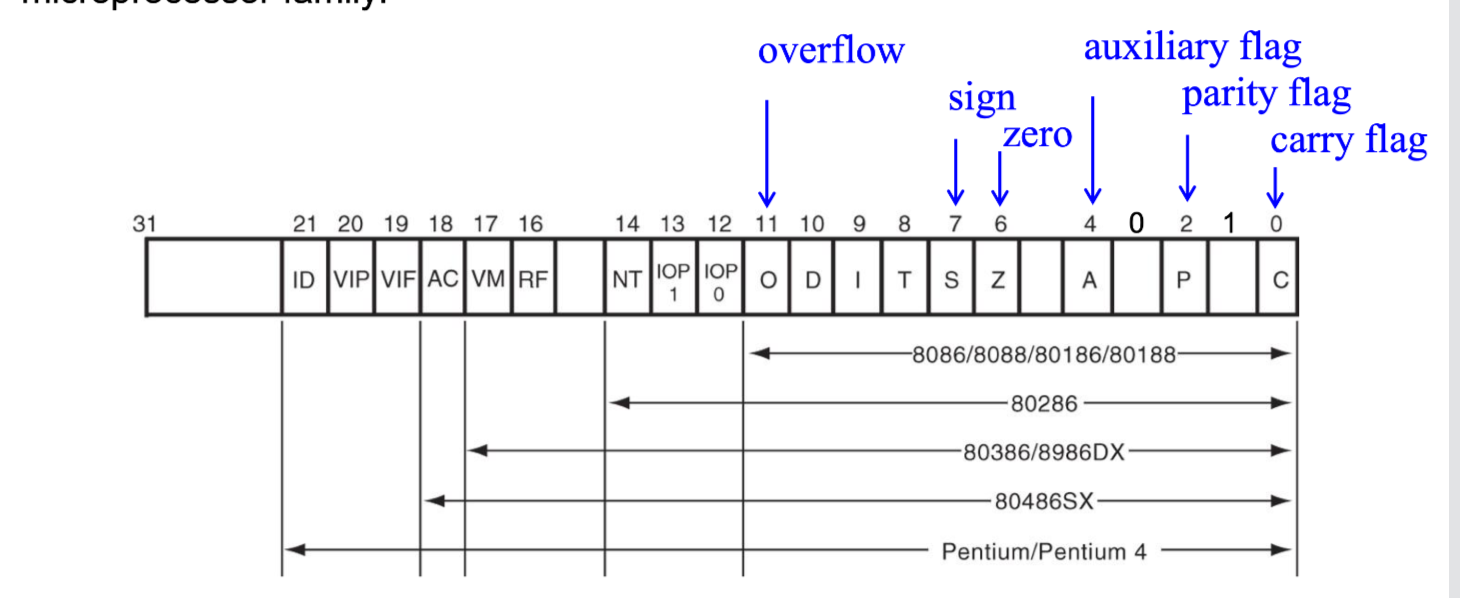 microprocessor family.
overflow
auxiliary flag
sign
parity flag
zero
carry flag
31 21 20 19 18 17 16 14 13 12 11 10 9 8 7 6 4 0 2 1 0
ID VIP VIF AC VM RF NT IOP 1 IOP 0 O D I T S Z A P C
8086/8088/80186/80188
80286
80386/8986DX
80486SX
Pentium/Pentium 4